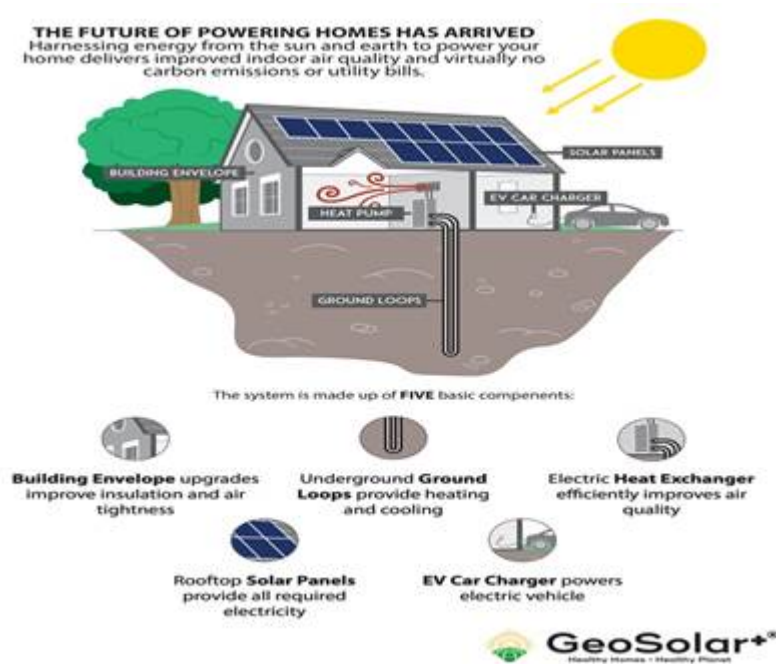 THE FUTURE OF POWERING HOMES HAS ARRIVED
Harnessing energy from the sun and earth to power your
home delivers improved indoor air quality and virtually no
carbon emissions or utility bills.
SOLAR PANELS
BUILDING ENVELOPE
EV CAR CHARGER
HEAT PUMP
GROUND LOOPS
The system is made up of FIVE basic compenents:
Building Envelope upgrades
improve insulation and air
tightness
Underground Ground
Loops provide heating
and cooling
Electric Heat Exchanger
efficiently improves air
quality
Rooftop Solar Panels
provide all required
electricity
EV Car Charger powers
electric vehicle
GeoSolar+®
Healthy Homes • Healthy Planet